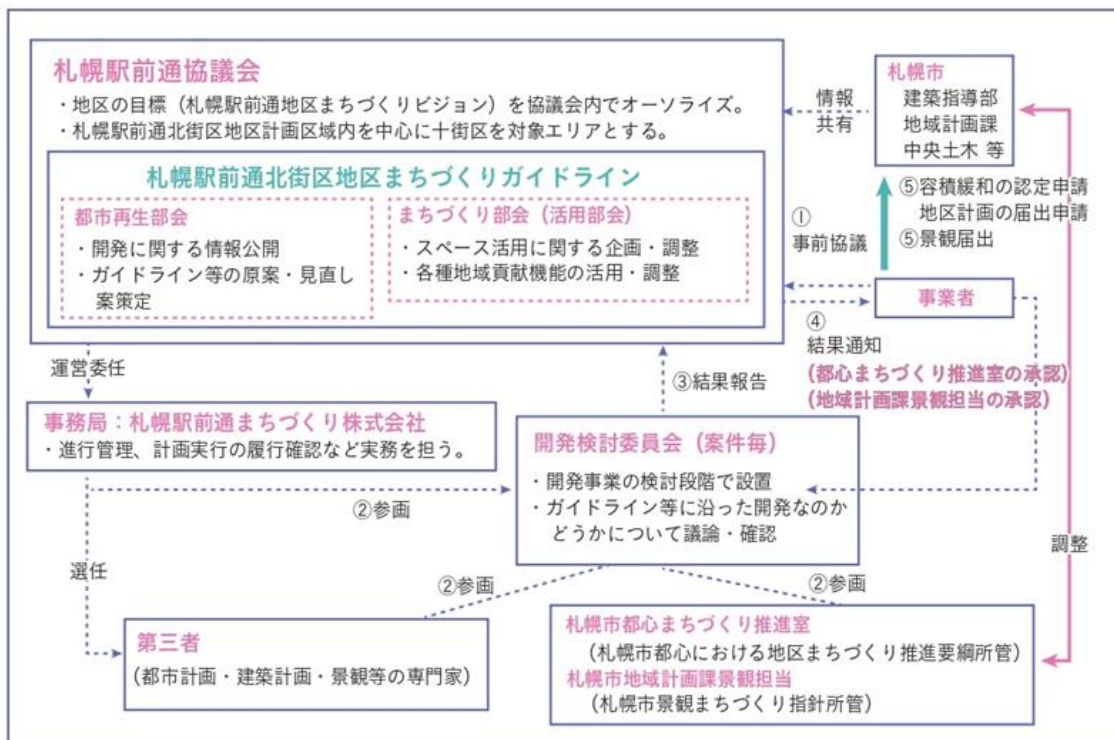 札幌駅前通協議会
・地区の目標（札幌駅前通地区まちづくりビジョン）を協議会内でオーソライズ。
・札幌駅前通北街区地区計画区域内を中心に十街区を対象エリアとする。
札幌駅前通北街区地区まちづくりガイドライン
都市再生部会
・開発に関する情報公開
・ガイドライン等の原案・見直し
案策定
まちづくり部会（活用部会）
・スペース活用に関する企画・調整
・各種地域貢献機能の活用・調整
情報
共有
札幌市
建築指導部
地域計画課
中央土木 等
⑤容積緩和の認定申請
地区計画の届出申請
⑤景観届出
①
事前協議
事業者
④
結果通知
(都心まちづくり推進室の承認)
(地域計画課景観担当の承認)
運営委任
③結果報告
事務局：札幌駅前通まちづくり株式会社
・進行管理、計画実行の履行確認など実務を担う。
開発検討委員会（案件毎）
・開発事業の検討段階で設置
・ガイドライン等に沿った開発なのか
どうかについて議論・確認
②参画
調整
選任
②参画
②参画
第三者
(都市計画・建築計画・景観等の専門家)
札幌市都心まちづくり推進室
(札幌市都心における地区まちづくり推進要綱所管)
札幌市地域計画課景観担当
(札幌市景観まちづくり指針所管)